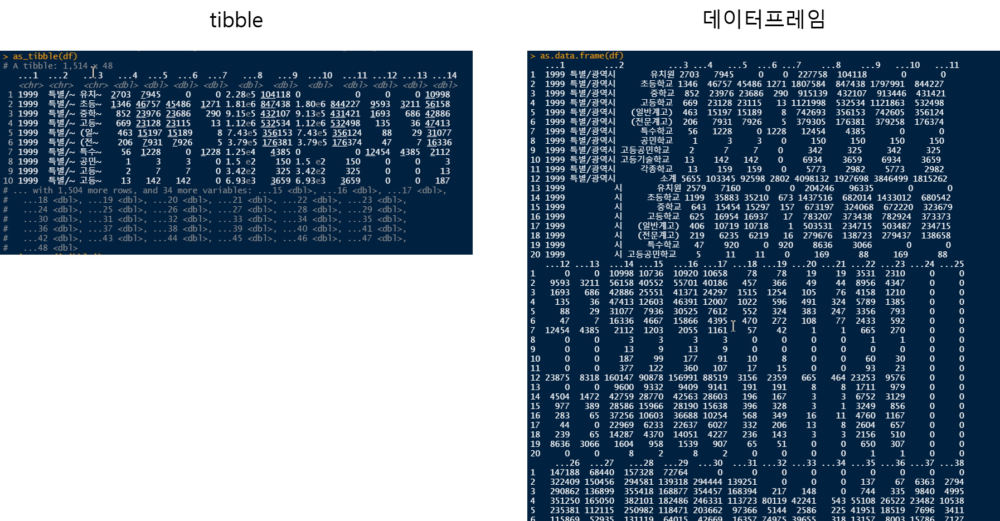 tibble
데이터프레임
> as_tibble(df)
# A tibble: 1,514 x 48
...1 ...2 ...3 ...4 ...5 ...6 ...7 ...8 ...9 ...10 ...11 ...12 ...13 ...14
<chr> <chr> <chr> <dbl> <dbl> <dbl> <dbl> <dbl> <dbl> <dbl> <dbl> <dbl> <dbl> <dbl>
1 1999 특별/~ 유치~ 2703 7945 0 0 2.28e5 104118 0 0 0 0 10998
2 1999 특별/~ 초등~ 1346 46757 45486 1271 1.81e6 847438 1.80e6 844227 9593 3211 56158
3 1999 특별/~ 중학~ 852 23976 23686 290 9.15e5 432107 9.13e5 431421 1693 686 42886
4 1999 특별/~ 고등~ 669 23128 23115 13 1.12e6 532534 1.12e6 532498 135 36 47413
5 1999 특별/~ (일~ 463 15197 15189 8 7.43e5 356153 7.43e5 356124 88 29 31077
6 1999 특별/~ (전~ 206 7931 7926 5 3.79e5 176381 3.79e5 176374 47 7 16336
7 1999 특별/~ 특수~ 56 1228 0 1228 1.25e4 4385 0 0 12454 4385 2112
8 1999 특별/~ 공민~ 1 3 3 0 1.5 e2 150 1.5 e2 150 0 0 3
9 1999 특별/~ 고등~ 2 7 7 0 3.42e2 325 3.42e2 325 0 0 13
10 1999 특별/~ 고등~ 13 142 142 0 6.93e3 3659 6.93e3 3659 0 0 187
# ... with 1,504 more rows, and 34 more variables: ...15 <dbl>, ...16 <dbl>, ...17 <dbl>,
# ...18 <dbl>, ...19 <dbl>, ...20 <dbl>, ...21 <dbl>, ...22 <dbl>, ...23 <dbl>,
# ...24 <dbl>, ...25 <dbl>, ...26 <dbl>, ...27 <dbl>, ...28 <dbl>, ...29 <dbl>,
# ...30 <dbl>, ...31 <dbl>, ...32 <dbl>, ...33 <dbl>, ...34 <dbl>, ...35 <dbl>,
# ...36 <dbl>, ...37 <dbl>, ...38 <dbl>, ...39 <dbl>, ...40 <dbl>, ...41 <dbl>,
# ...42 <dbl>, ...43 <dbl>, ...44 <dbl>, ...45 <dbl>, ...46 <dbl>, ...47 <dbl>,
# ...48 <dbl>
> as.data.frame(df)
...1 ...2 ...3 ...4 ...5 ...6 ...7 ...8 ...9 ...10 ...11
1 1999 특별/광역시 유치원 2703 7945 0 0 227758 104118 0 0
2 1999 특별/광역시 초등학교 1346 46757 45486 1271 1807584 847438 1797991 844227
3 1999 특별/광역시 중학교 852 23976 23686 290 915139 432107 913446 431421
4 1999 특별/광역시 고등학교 669 23128 23115 13 1121998 532534 1121863 532498
5 1999 특별/광역시 (일반계고) 463 15197 15189 8 742693 356153 742605 356124
6 1999 특별/광역시 (전문계고) 206 7931 7926 5 379305 176381 379258 176374
7 1999 특별/광역시 특수학교 56 1228 0 1228 12454 4385 0 0
8 1999 특별/광역시 공민학교 1 3 3 0 150 150 150 150
9 1999 특별/광역시 고등공민학교 2 7 7 0 342 325 342 325
10 1999 특별/광역시 고등기술학교 13 142 142 0 6934 3659 6934 3659
11 1999 특별/광역시 각종학교 13 159 159 0 5773 2982 5773 2982
12 1999 특별/광역시 소계 5655 103345 92598 2802 4098132 1927698 3846499 1815262
13 1999 시 유치원 2579 7160 0 0 204246 96335 0 0
14 1999 시 초등학교 1199 35883 35210 673 1437516 682014 1433012 680542
15 1999 시 중학교 643 15454 15297 157 673197 324068 672220 323679
16 1999 시 고등학교 625 16954 16937 17 783207 373438 782924 373373
17 1999 시 (일반계고) 406 10719 10718 1 503531 234715 503487 234715
18 1999 시 (전문계고) 219 6235 6219 16 279676 138723 279437 138658
19 1999 시 특수학교 47 920 0 920 8636 3066 0 0
20 1999 시 고등공민학교 5 11 11 0 169 88 169 88
...12 ...13 ...14 ...15 ...16 ...17 ...18 ...19 ...20 ...21 ...22 ...23 ...24 ...25
1 0 0 10998 10736 10920 10658 78 78 19 19 3531 2310 0 0
2 9593 3211 56158 40552 55701 40186 457 366 49 44 8956 4347 0 0
3 1693 686 42886 25551 41371 24297 1515 1254 105 76 4158 1210 0 0
4 135 36 47413 12603 46391 12007 1022 596 491 324 5789 1385 0 0
5 88 29 31077 7936 30525 7612 552 324 383 247 3356 793 0 0
6 47 7 16336 4667 15866 4395 470 272 108 77 2433 592 0 0
7 12454 4385 2112 1203 2055 1161 57 42 1 1 665 270 0 0
8 0 0 3 3 3 3 0 0 0 0 1 1 0 0
9 0 0 13 9 13 9 0 0 0 0 0 0 0 0
10 0 0 187 99 177 91 10 8 0 0 60 30 0 0
11 0 0 377 122 360 107 17 15 0 0 93 23 0 0
12 23875 8318 160147 90878 156991 88519 3156 2359 665 464 23253 9576 0 0
13 0 0 9600 9332 9409 9141 191 191 8 8 1711 979 0 0
14 4504 1472 42759 28770 42563 28603 196 167 3 3 6752 3129 0 0
15 977 389 28586 15966 28190 15638 396 328 3 1 3249 856 0 0
16 283 65 37256 10603 36688 10254 568 349 16 11 4760 1167 0 0
17 44 0 22969 6233 22637 6027 332 206 13 8 2604 657 0 0
18 239 65 14287 4370 14051 4227 236 143 3 3 2156 510 0 0
19 8636 3066 1604 958 1539 907 65 51 0 0 650 307 0 0
20 0 0 8 2 8 2 0 0 0 0 1 1 0 0
...26 ...27 ...28 ...29 ...30 ...31 ...32 ...33 ...34 ...35 ...36 ...37 ...38
1 147188 68440 157328 72764 0 0 0 0 0 0 0 0 0
2 322409 150456 294581 139318 294444 139251 0 0 0 137 67 6363 2794
3 290862 136899 355418 168877 354457 168394 217 148 0 744 335 9840 4995
4 351250 165050 382101 182486 246331 113723 80119 42241 543 55108 26522 23482 10538
5 235381 112115 250982 118471 203662 97366 5144 2586 225 41951 18519 7696 3411
6 115869 52935 131119 64015 42669 16357 74975 39655 318 13157 8003 15786 7127